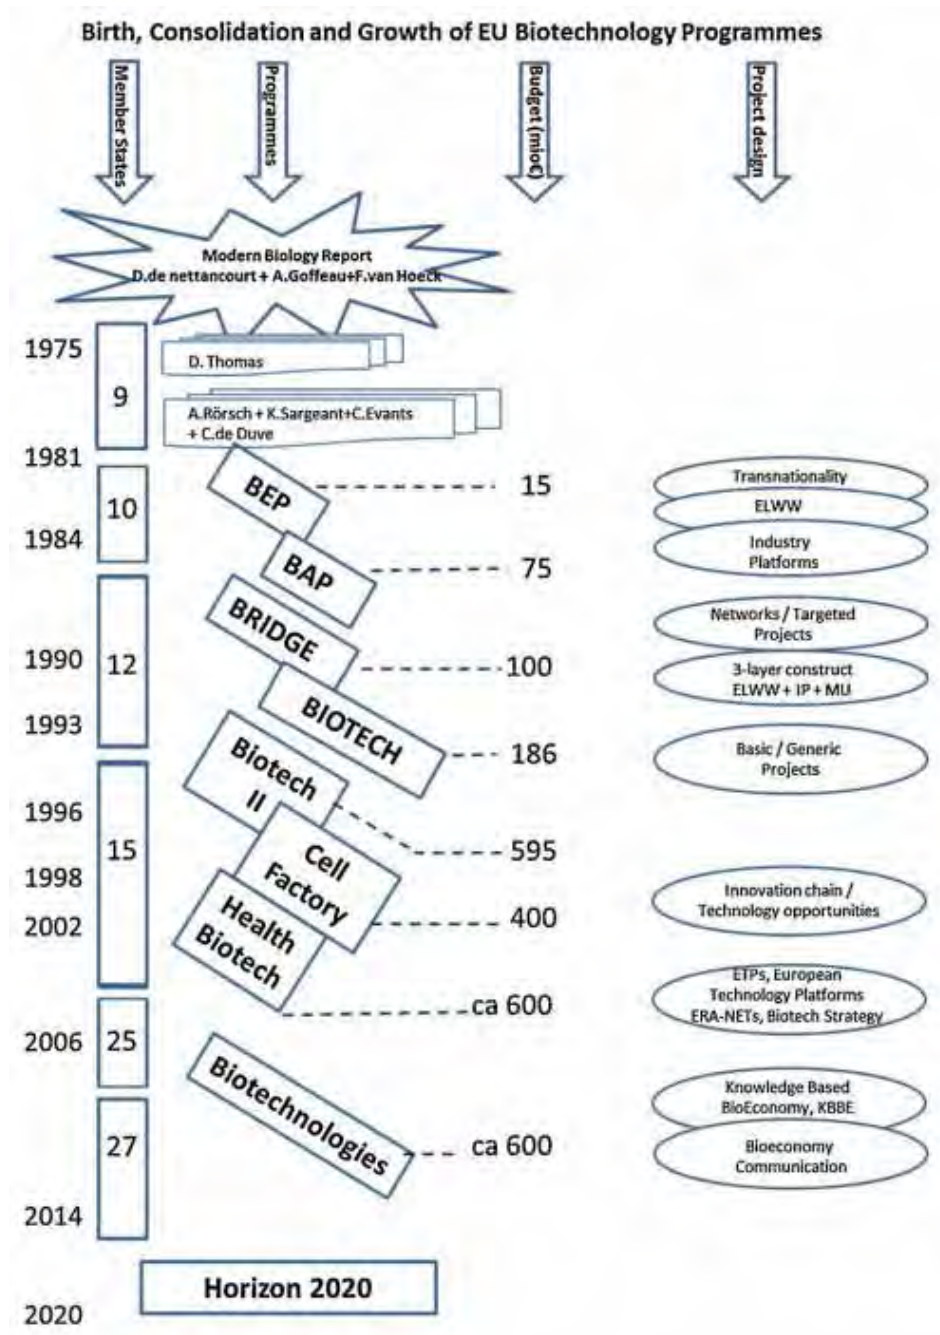 Birth, Consolidation and Growth of EU Biotechnology Programmes
Member States
Programmes
Budget (mio€)
Project design
Modern Biology Report
D.de nettancourt + A.Goffeau+F.van Hoeck
1975
D. Thomas
9
A.Rörsch + K.Sargeant+C.Evants
+ C.de Duve
1981
BEP
15
Transnationality
10
ELWW
1984
Industry
Platforms
BAP
75
BRIDGE
Networks / Targeted
Projects
1990
12
100
3-layer construct
ELWW + IP + MU
1993
BIOTECH
186
Basic / Generic
Projects
Biotech
II
1996
15
595
Cell
Factory
1998
Innovation chain /
Technology opportunities
2002
400
Health
Biotech
ca 600
ETPs, European
Technology Platforms
ERA-NETs, Biotech Strategy
2006
25
Biotechnologies
Knowledge Based
BioEconomy, KBBE
27
ca 600
Bioeconomy
Communication
2014
Horizon 2020
2020